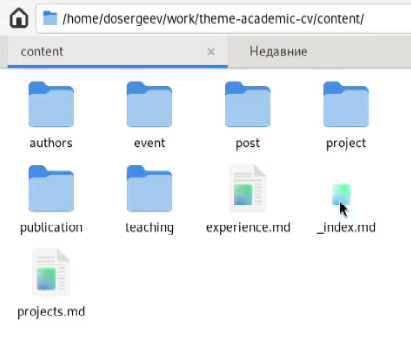 /home/dosergeev/work/theme-academic-cv/content/
content × Недавние
authors event post project
publication teaching experience.md _index.md
projects.md